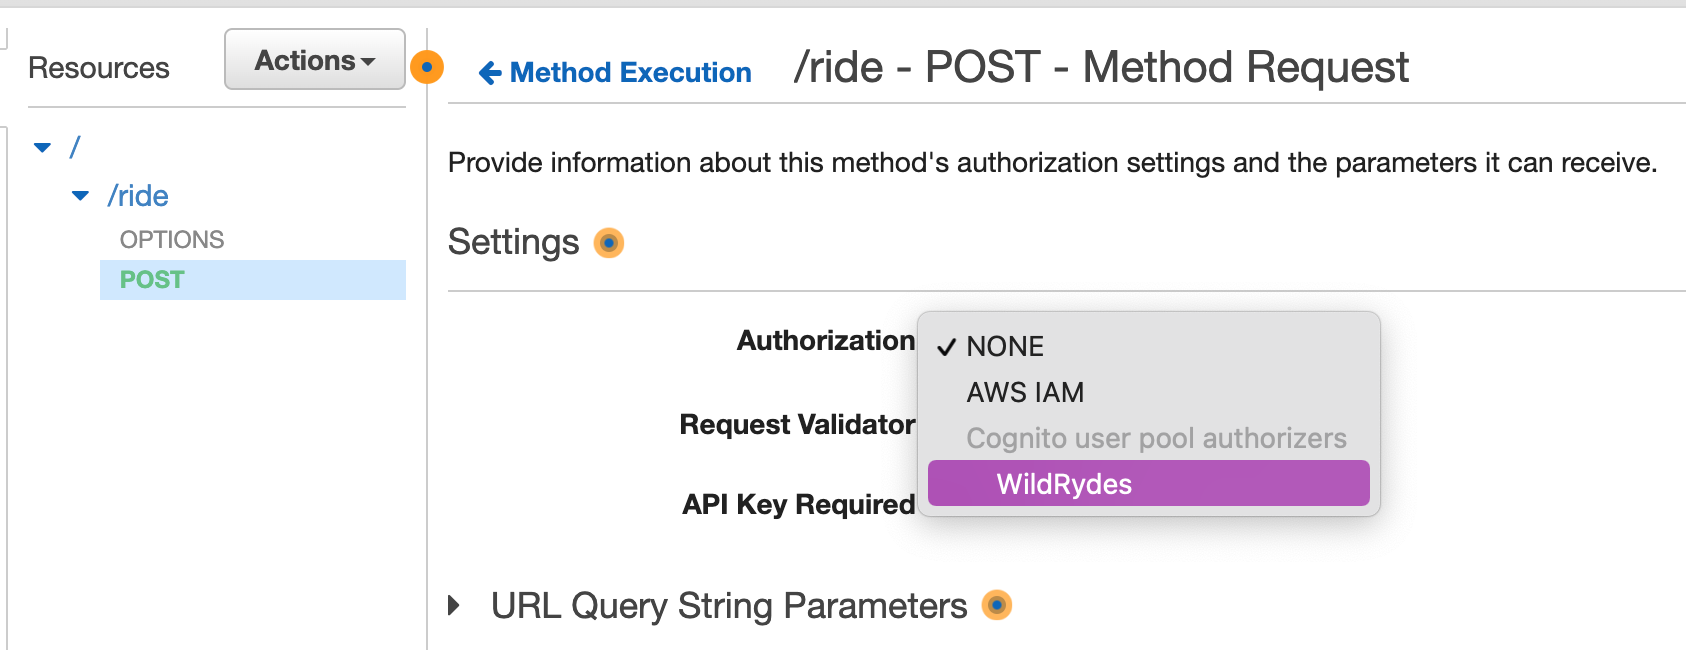 Resources
Actions
/
/ride
OPTIONS
POST
Method Execution
/ride - POST - Method Request
Provide information about this method's authorization settings and the parameters it can receive.
Settings
Authorization
NONE
AWS IAM
Request Validator
Cognito user pool authorizers
WildRydes
API Key Required
URL Query String Parameters